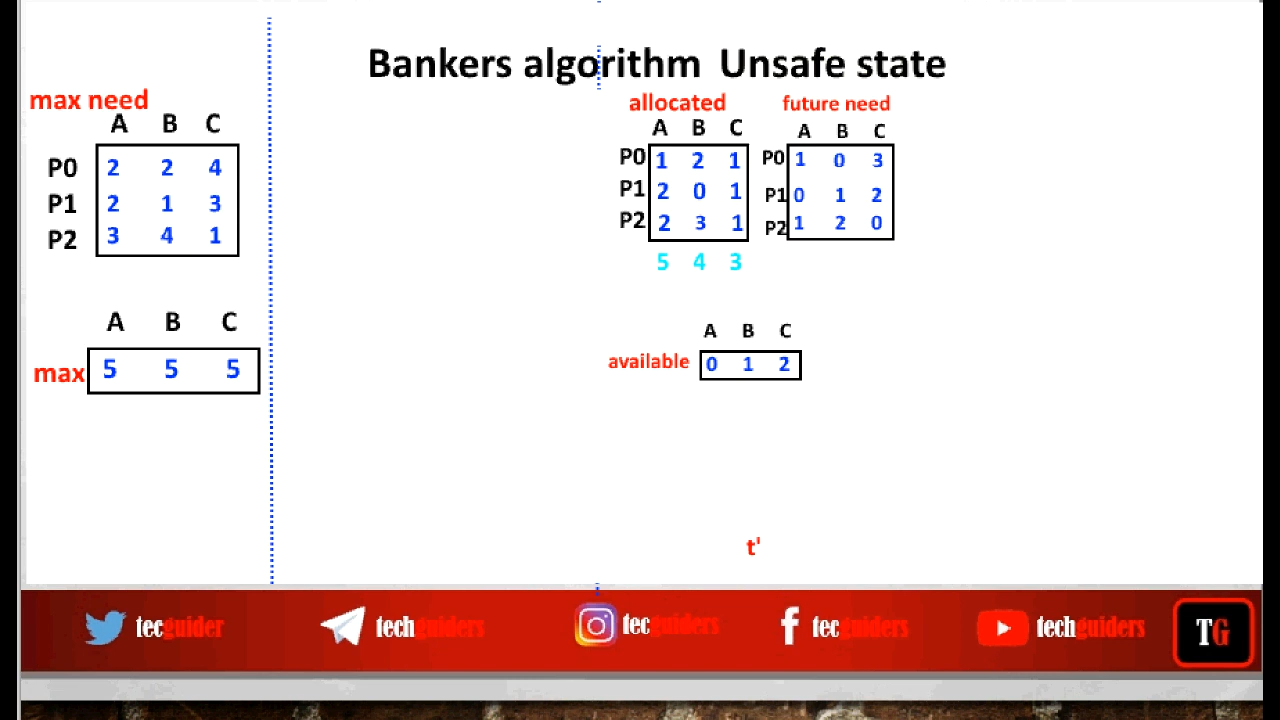 Bankers algorithm Unsafe state
max need
A B C
P0 2 2 4
P1 2 1 3
P2 3 4 1
A B C
max 5 5 5
allocated
A B C
P0 1 2 1
P1 2 0 1
P2 2 3 1
5 4 3
future need
A B C
P0 1 0 3
P1 0 1 2
P2 1 2 0
A B C
available 0 1 2
t'
tecguider
techguiders
tecguiders
tecguiders
techguiders
TG